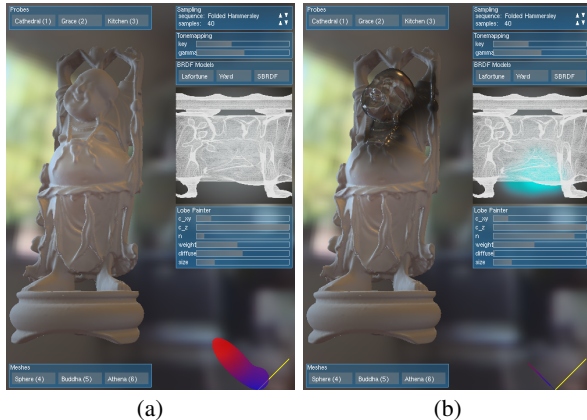 Probes
Cathedral (1) Grace (2) Kitchen (3)
Sampling
sequence: Folded Hammersley
samples: 40
Tonemapping
key
gamma
BRDF Models
Lafortune Ward SBRDF
Lobe Painter
c_xy
c_z
n
weight
diffuse
size
Meshes
Sphere (4) Buddha (5) Athena (6)
(a)
Probes
Cathedral (1) Grace (2) Kitchen (3)
Sampling
sequence: Folded Hammersley
samples: 40
Tonemapping
key
gamma
BRDF Models
Lafortune Ward SBRDF
Lobe Painter
c_xy
c_z
n
weight
diffuse
size
Meshes
Sphere (4) Buddha (5) Athena (6)
(b)